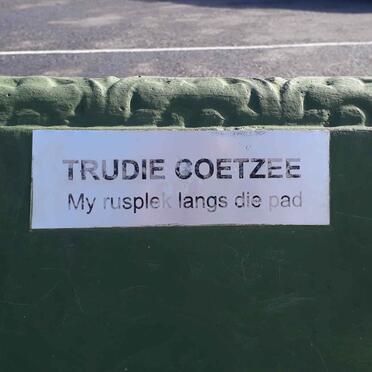 TRUDIE COETZEE
My rusplek langs die pad